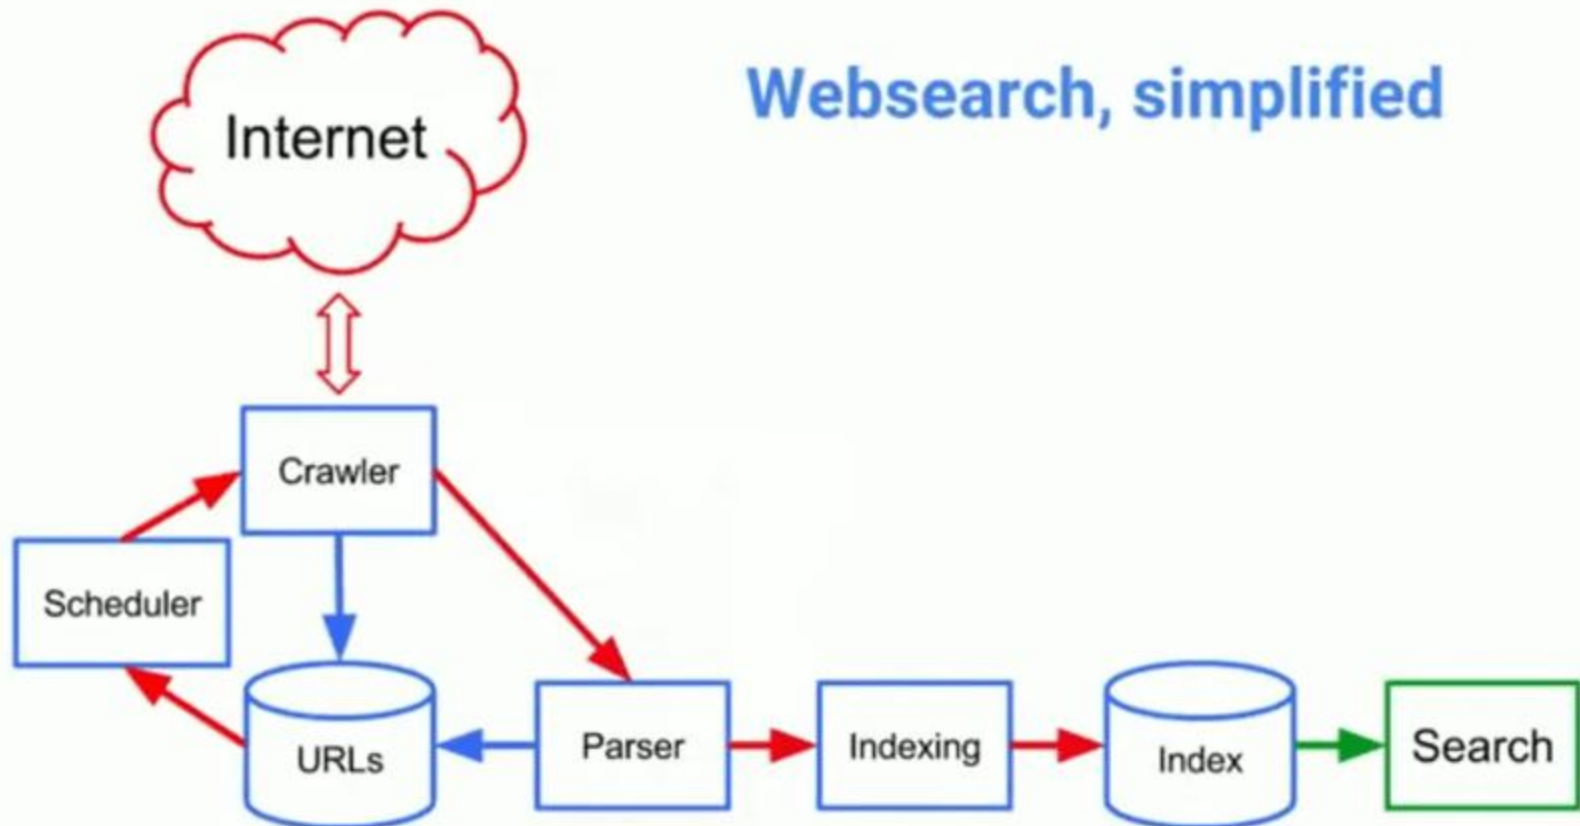 Websearch, simplified
Internet
Crawler
Scheduler
URLs
Parser
Indexing
Index
Search